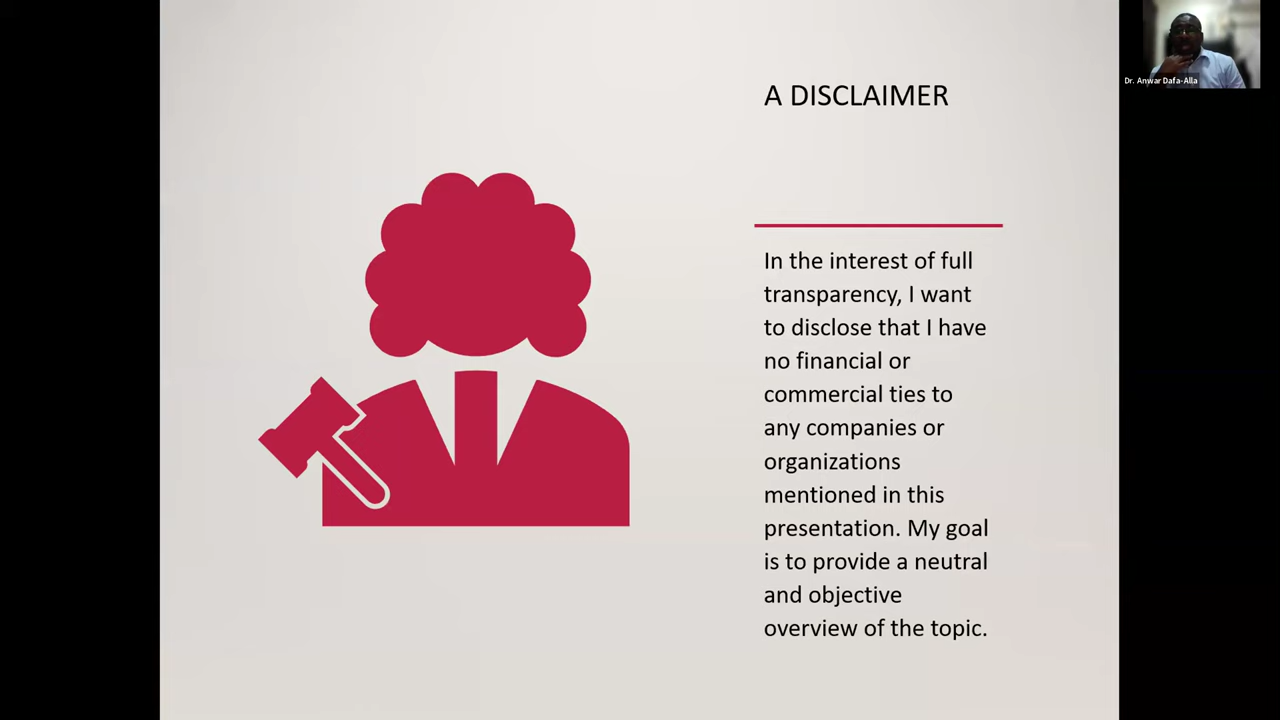 A DISCLAIMER
In the interest of full
transparency, I want
to disclose that I have
no financial or
commercial ties to
any companies or
organizations
mentioned in this
presentation. My goal
is to provide a neutral
and objective
overview of the topic.
Dr. Anwar Dafa-Alla